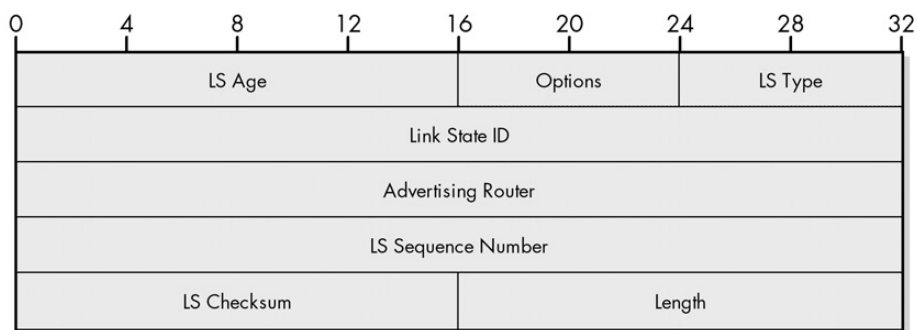 0 4 8 12 16 20 24 28 32
LS Age Options LS Type
Link State ID
Advertising Router
LS Sequence Number
LS Checksum Length